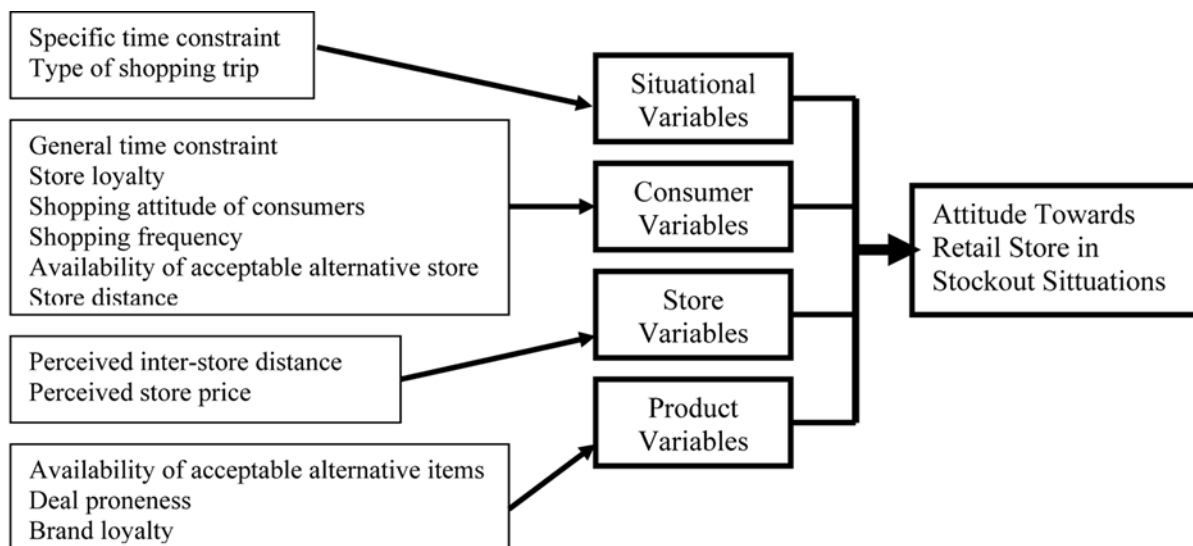 Specific time constraint
Type of shopping trip
General time constraint
Store loyalty
Shopping attitude of consumers
Shopping frequency
Availability of acceptable alternative store
Store distance
Perceived inter-store distance
Perceived store price
Availability of acceptable alternative items
Deal proneness
Brand loyalty
Situational
Variables
Consumer
Variables
Store
Variables
Product
Variables
Attitude Towards
Retail Store in
Stockout Sittuations